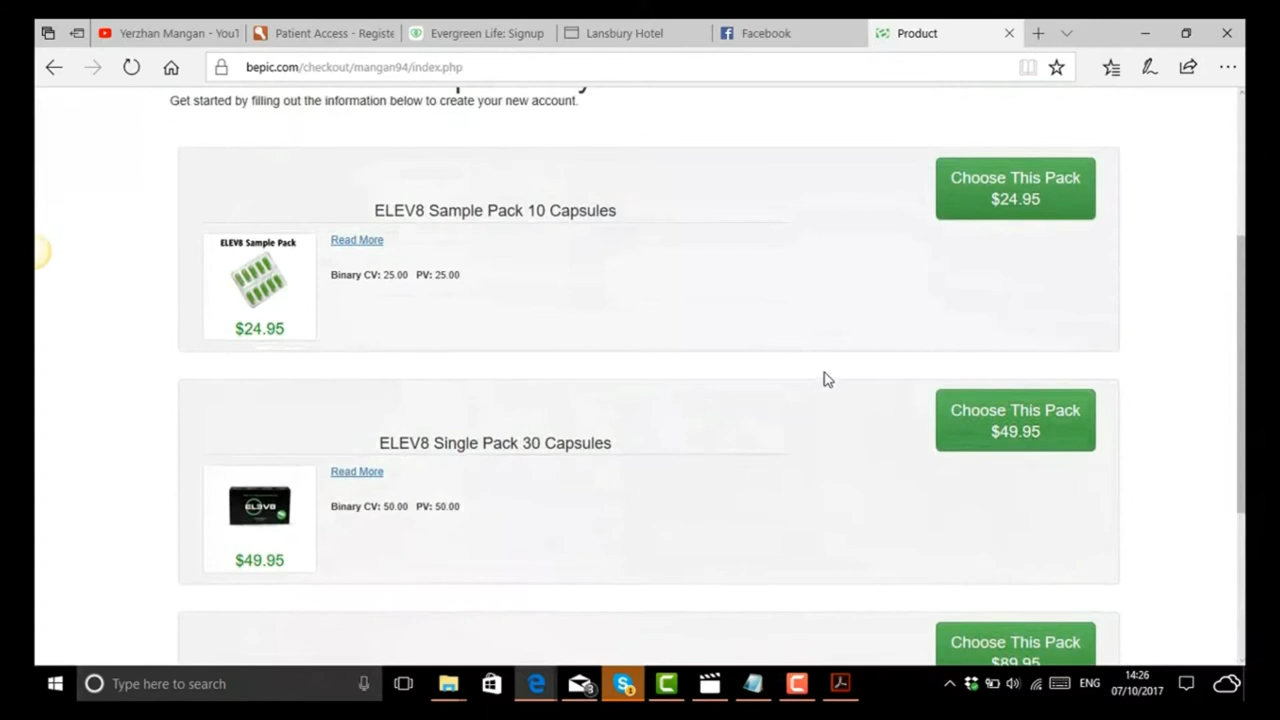 Yerzhan Mangan - YouT
Patient Access - Registe
Evergreen Life: Signup
Lansbury Hotel
Facebook
Product
bepic.com/checkout/mangan94/index.php
Get started by filling out the information below to create your new account.
Choose This Pack
$24.95
ELEV8 Sample Pack 10 Capsules
Read More
ELEV8 Sample Pack
Binary CV: 25.00 PV: 25.00
$24.95
Choose This Pack
$49.95
ELEV8 Single Pack 30 Capsules
Read More
ELEV8
Binary CV: 50.00 PV: 50.00
$49.95
Choose This Pack
$89.95
Type here to search
3
1
ENG
14:26
07/10/2017